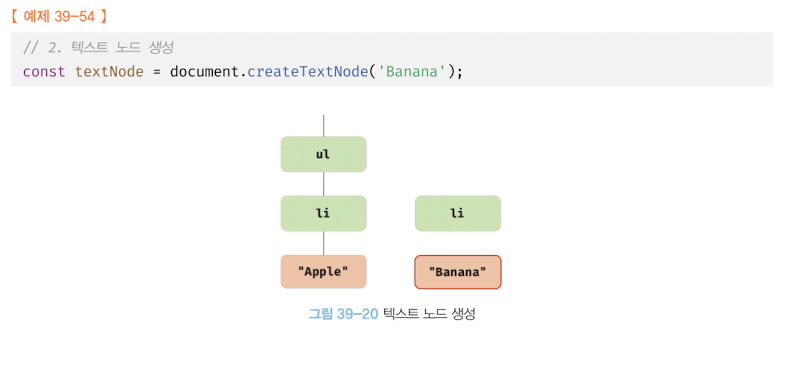 【 예제 39-54 】
// 2. 텍스트 노드 생성
const textNode = document.createTextNode('Banana');
ul
li
li
"Apple"
"Banana"
그림 39-20 텍스트 노드 생성